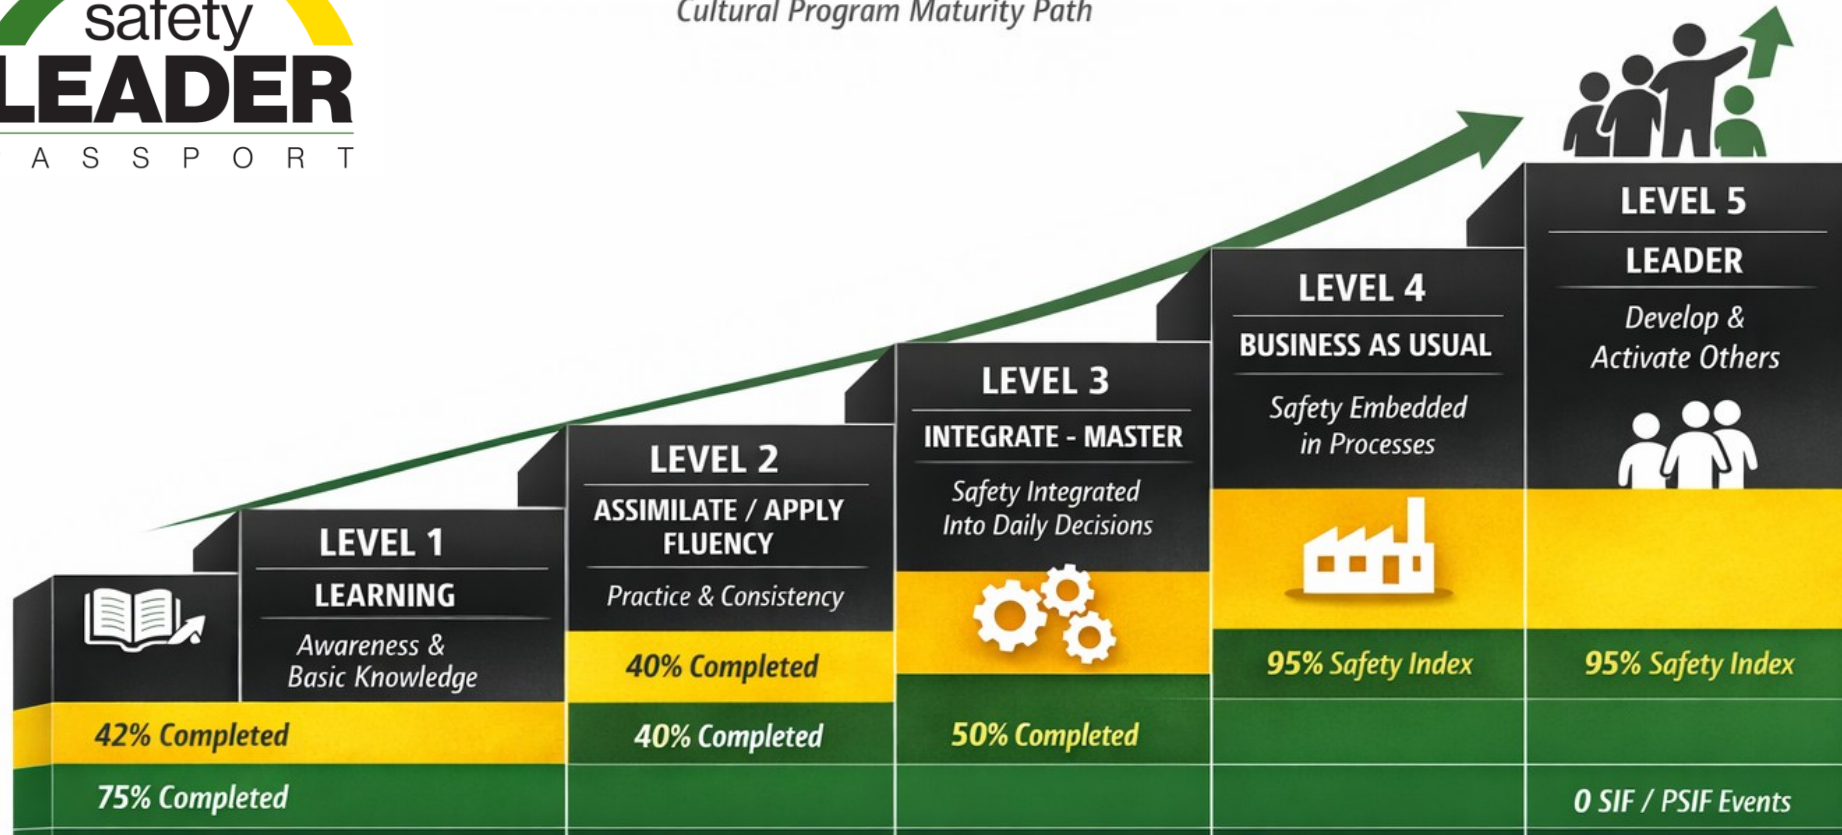 safety
LEADER
PASSPORT
Cultural Program Maturity Path
LEVEL 1
LEARNING
Awareness &
Basic Knowledge
42% Completed
75% Completed
LEVEL 2
ASSIMILATE / APPLY
FLUENCY
Practice & Consistency
40% Completed
40% Completed
LEVEL 3
INTEGRATE - MASTER
Safety Integrated
Into Daily Decisions
50% Completed
LEVEL 4
BUSINESS AS USUAL
Safety Embedded
in Processes
95% Safety Index
LEVEL 5
LEADER
Develop &
Activate Others
95% Safety Index
0 SIF / PSIF Events